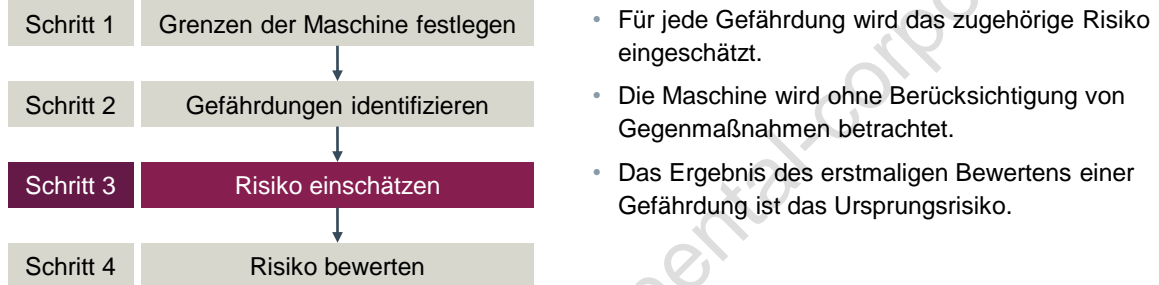 Schritt 1 Grenzen der Maschine festlegen
Schritt 2 Gefährdungen identifizieren
Schritt 3 Risiko einschätzen
Schritt 4 Risiko bewerten
• Für jede Gefährdung wird das zugehörige Risiko
eingeschätzt.
• Die Maschine wird ohne Berücksichtigung von
Gegenmaßnahmen betrachtet.
• Das Ergebnis des erstmaligen Bewertens einer
Gefährdung ist das Ursprungsrisiko.